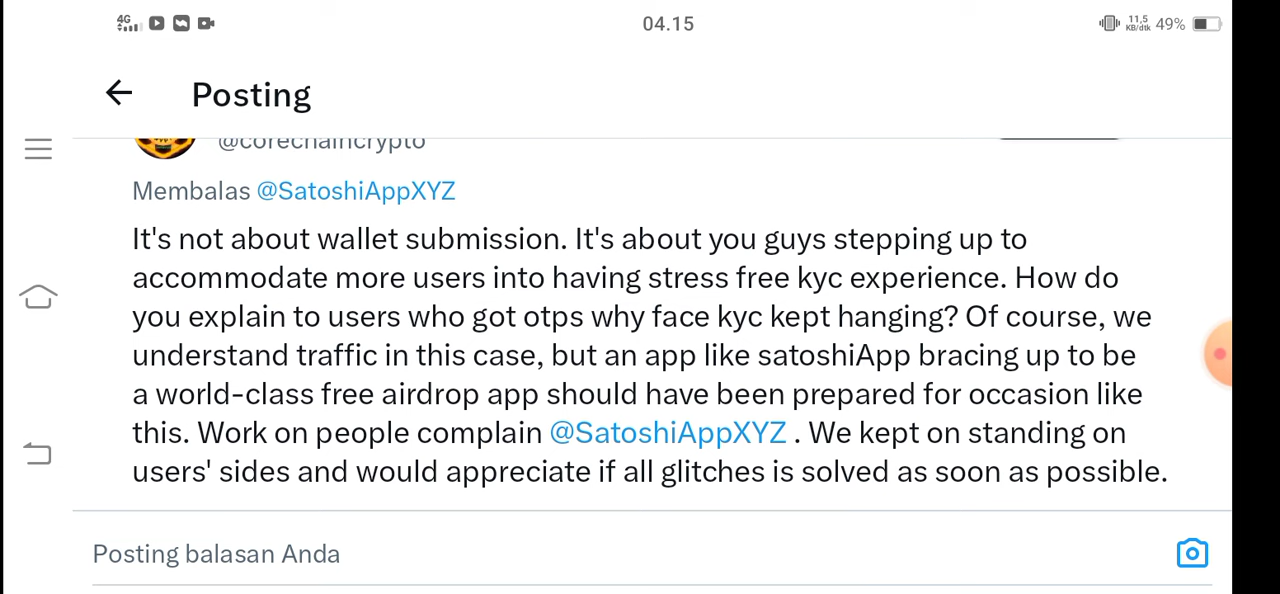 4G 04.15 11,5 KB/dtk 49%
Posting
@corechaincrypto
Membalas @SatoshiAppXYZ
It's not about wallet submission. It's about you guys stepping up to
accommodate more users into having stress free kyc experience. How do
you explain to users who got otps why face kyc kept hanging? Of course, we
understand traffic in this case, but an app like satoshiApp bracing up to be
a world-class free airdrop app should have been prepared for occasion like
this. Work on people complain @SatoshiAppXYZ . We kept on standing on
users' sides and would appreciate if all glitches is solved as soon as possible.
Posting balasan Anda